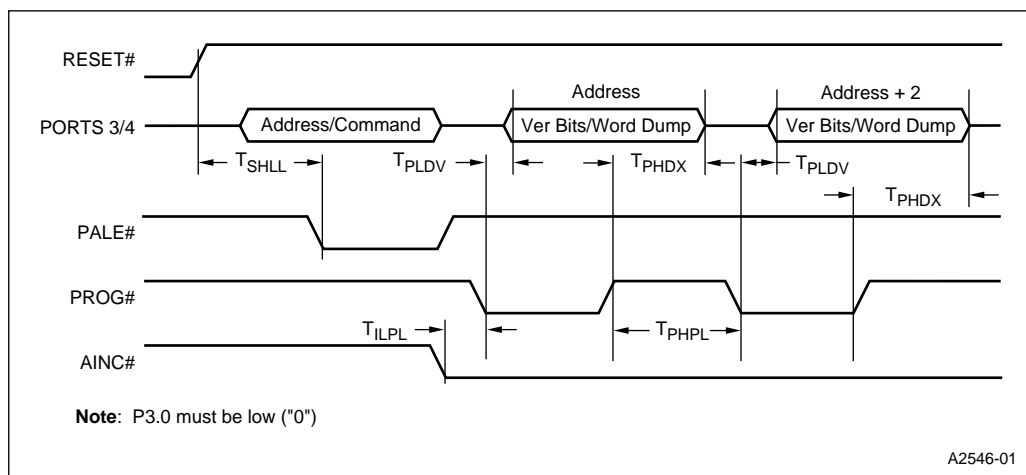 RESET#
Address
Address + 2
PORTS 3/4
Address/Command
Ver Bits/Word Dump
Ver Bits/Word Dump
TSHLL
TPLDV
TPHDX
TPLDV
TPHDX
PALE#
PROG#
TILPL
TPHPL
AINC#
Note: P3.0 must be low ("0")
A2546-01